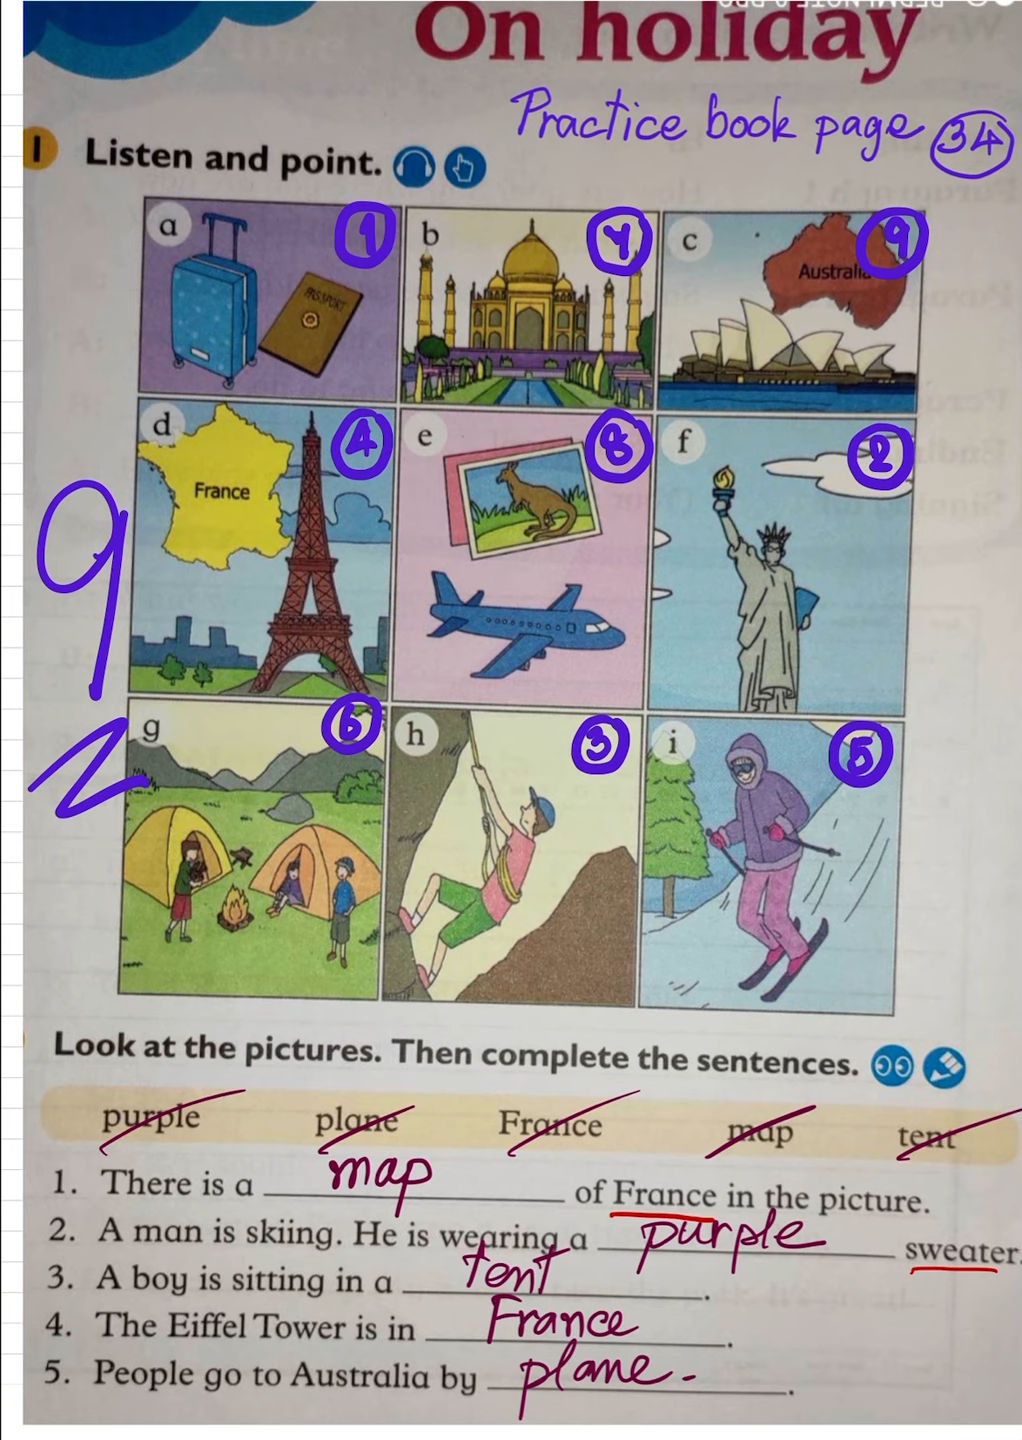 On holiday
Practice book page 34
1 Listen and point.
a 1 b c 9
PASSPORT
Australia
d 4 e 8 f 2
France
9
g 6 h 3 i 5
Look at the pictures. Then complete the sentences.
purple plane France map tent
1. There is a map of France in the picture.
2. A man is skiing. He is wearing a purple sweater.
3. A boy is sitting in a tent.
4. The Eiffel Tower is in France.
5. People go to Australia by plane.